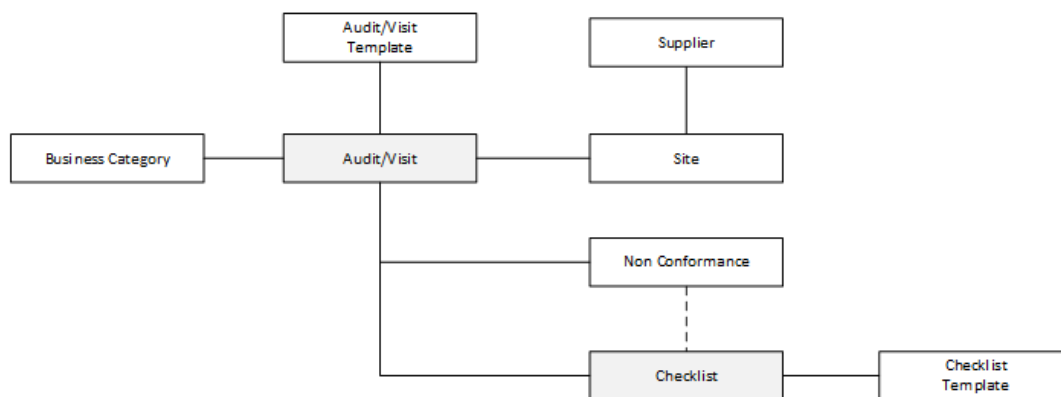 Audit/Visit
Template
Supplier
Business Category
Audit/Visit
Site
Non Conformance
Checklist
Checklist
Template